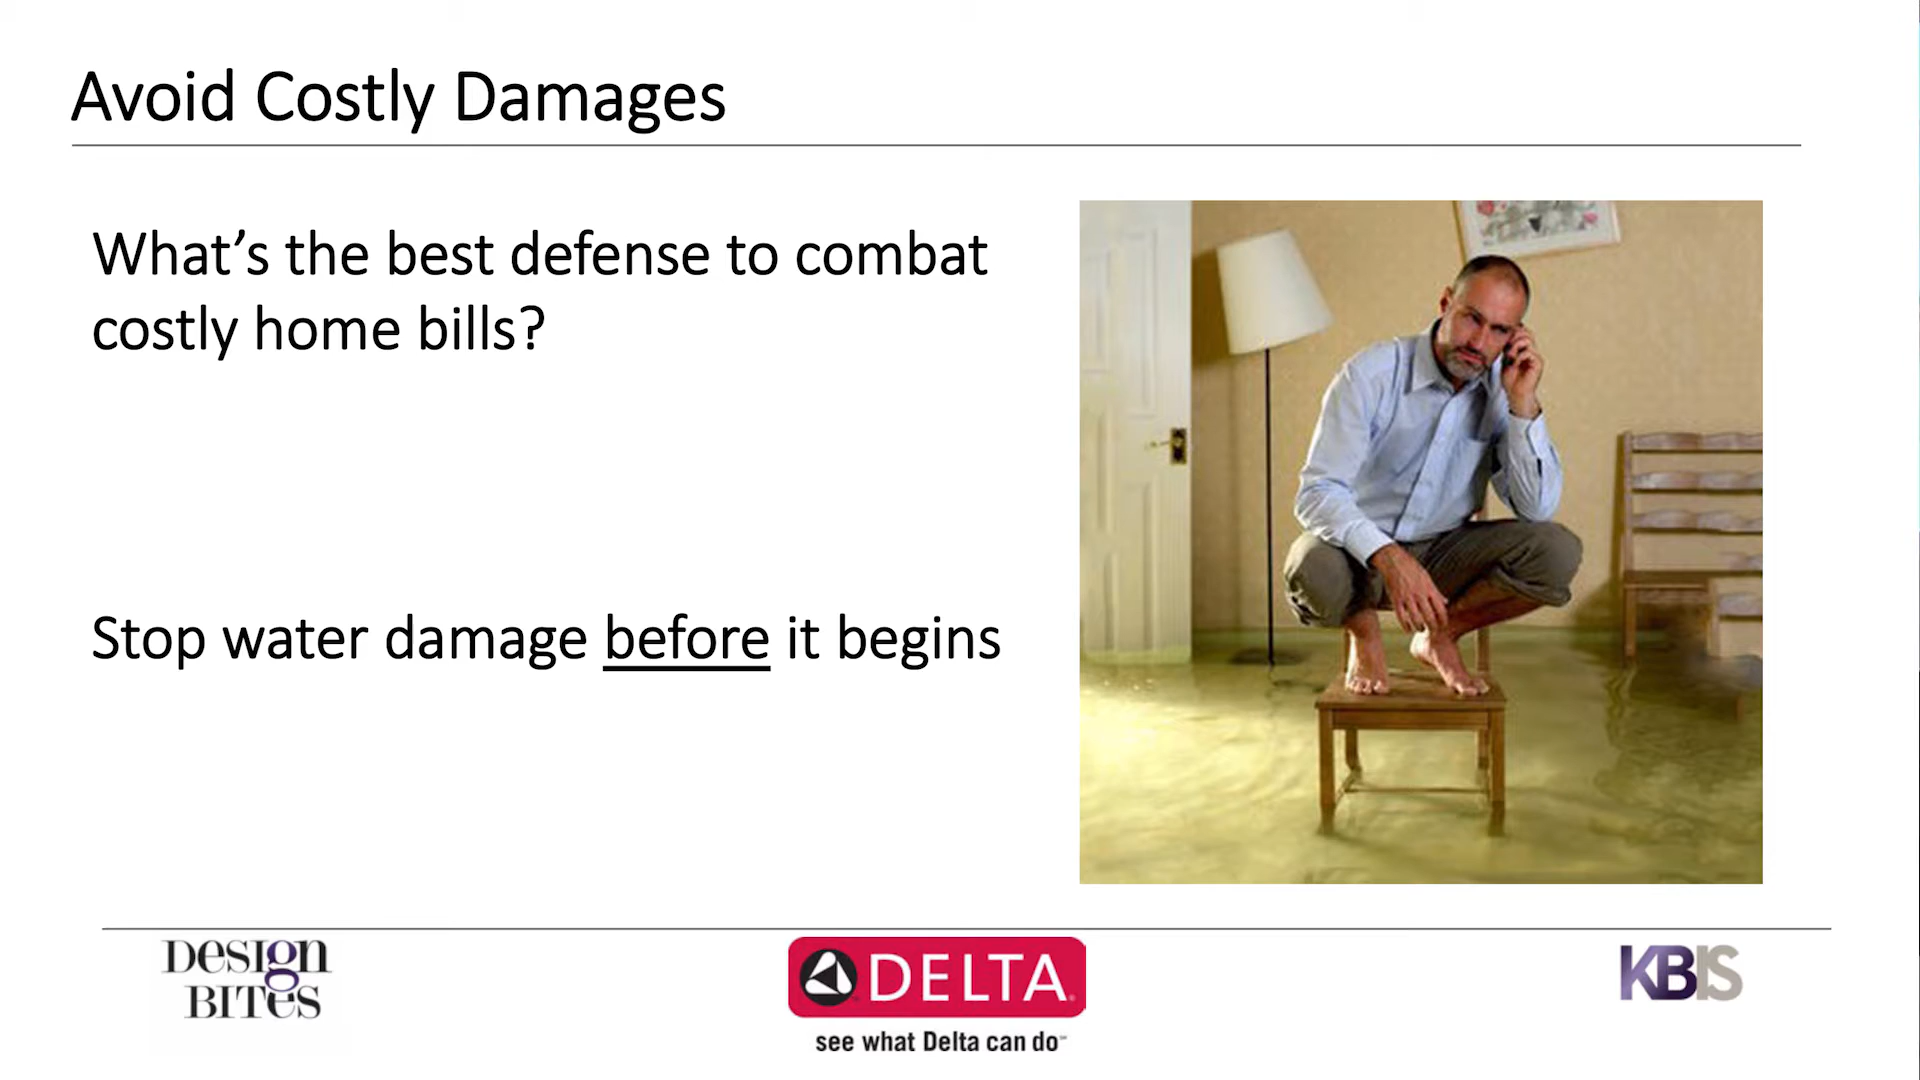 Avoid Costly Damages
What’s the best defense to combat
costly home bills?
Stop water damage before it begins
DESIgn
BITes
DELTA
see what Delta can do
KBIS